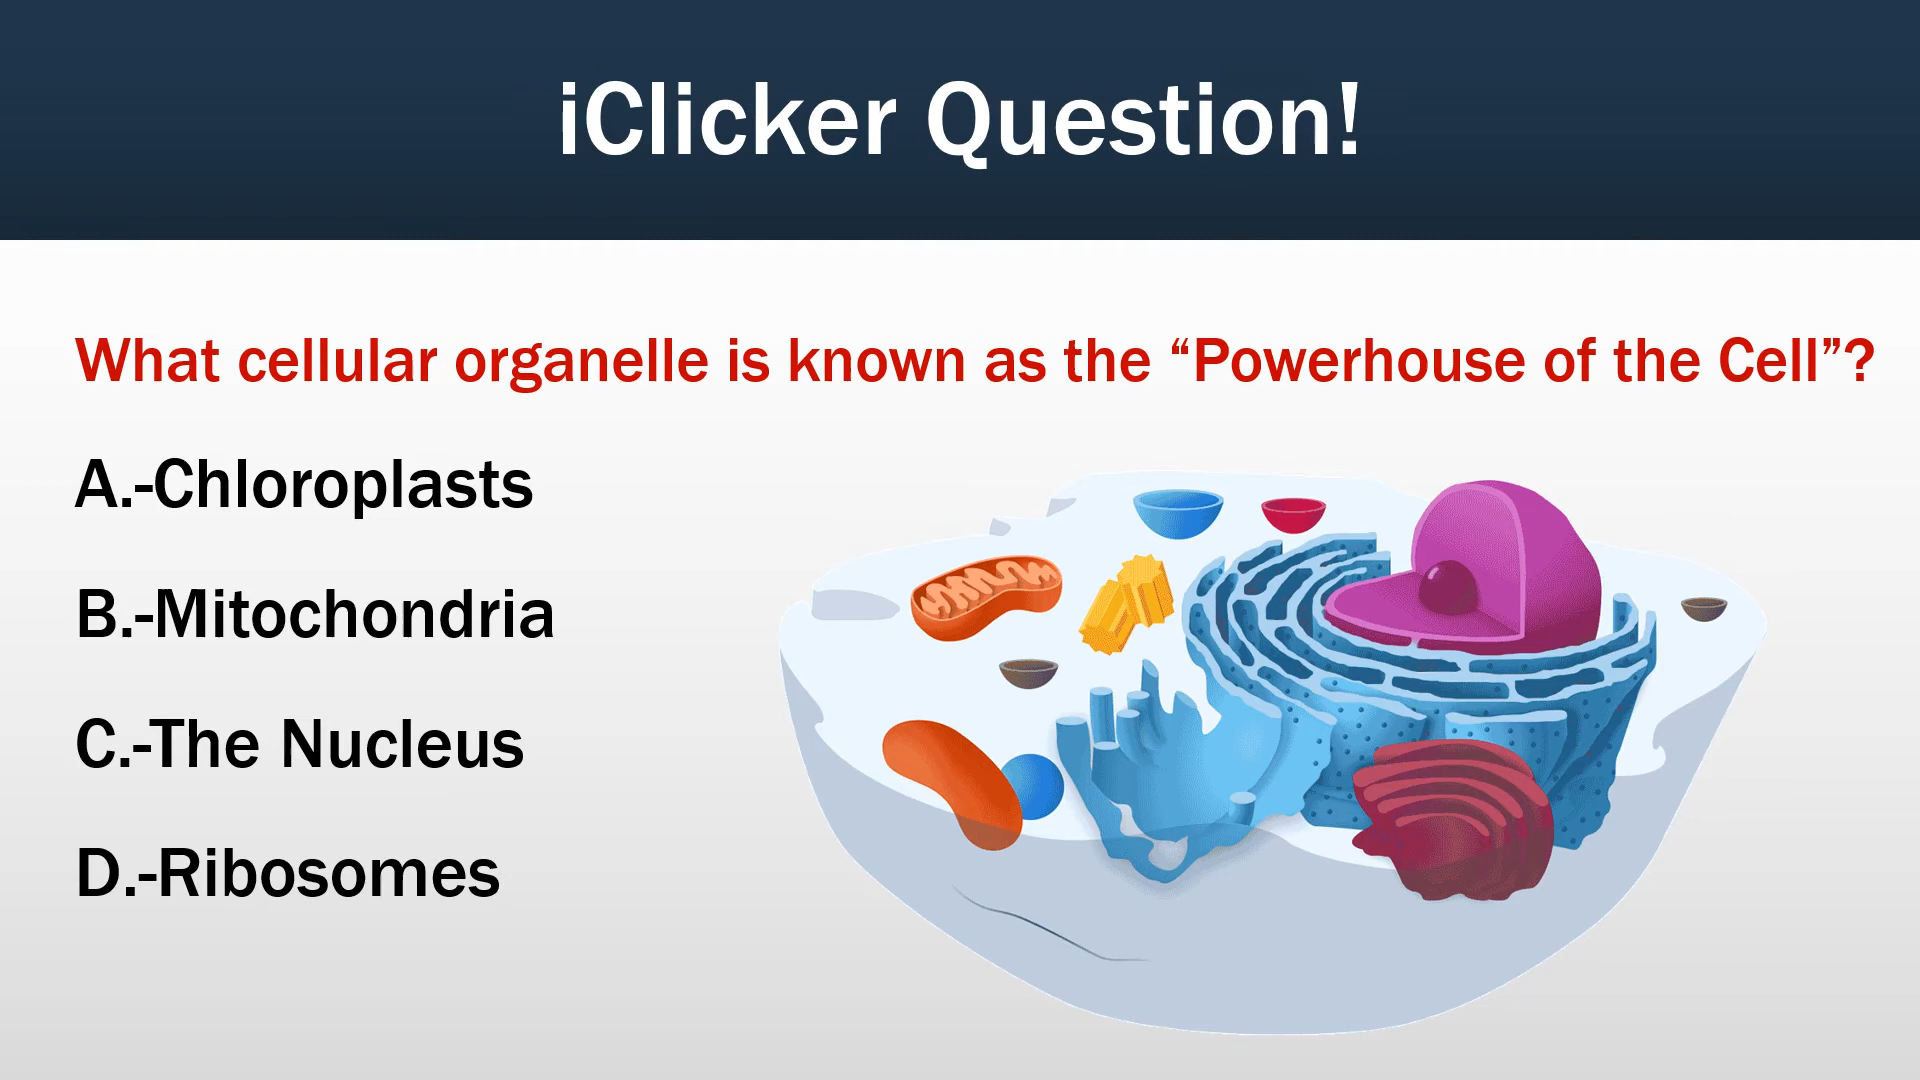 iClicker Question!
What cellular organelle is known as the “Powerhouse of the Cell”?
A.-Chloroplasts
B.-Mitochondria
C.-The Nucleus
D.-Ribosomes